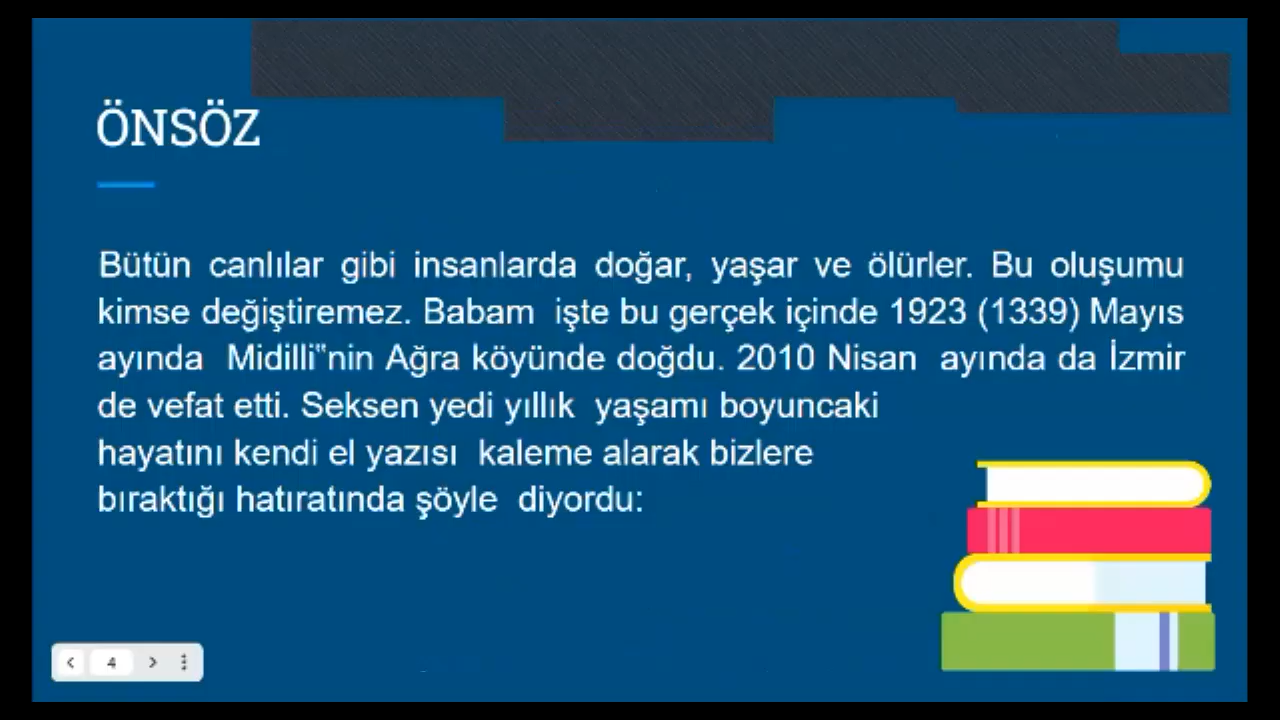 ÖNSÖZ
Bütün canlılar gibi insanlarda doğar, yaşar ve ölürler. Bu oluşumu
kimse değiştiremez. Babam işte bu gerçek içinde 1923 (1339) Mayıs
ayında Midilli‟nin Ağra köyünde doğdu. 2010 Nisan ayında da İzmir
de vefat etti. Seksen yedi yıllık yaşamı boyuncaki
hayatını kendi el yazısı kaleme alarak bizlere
bıraktığı hatıratında şöyle diyordu:
4